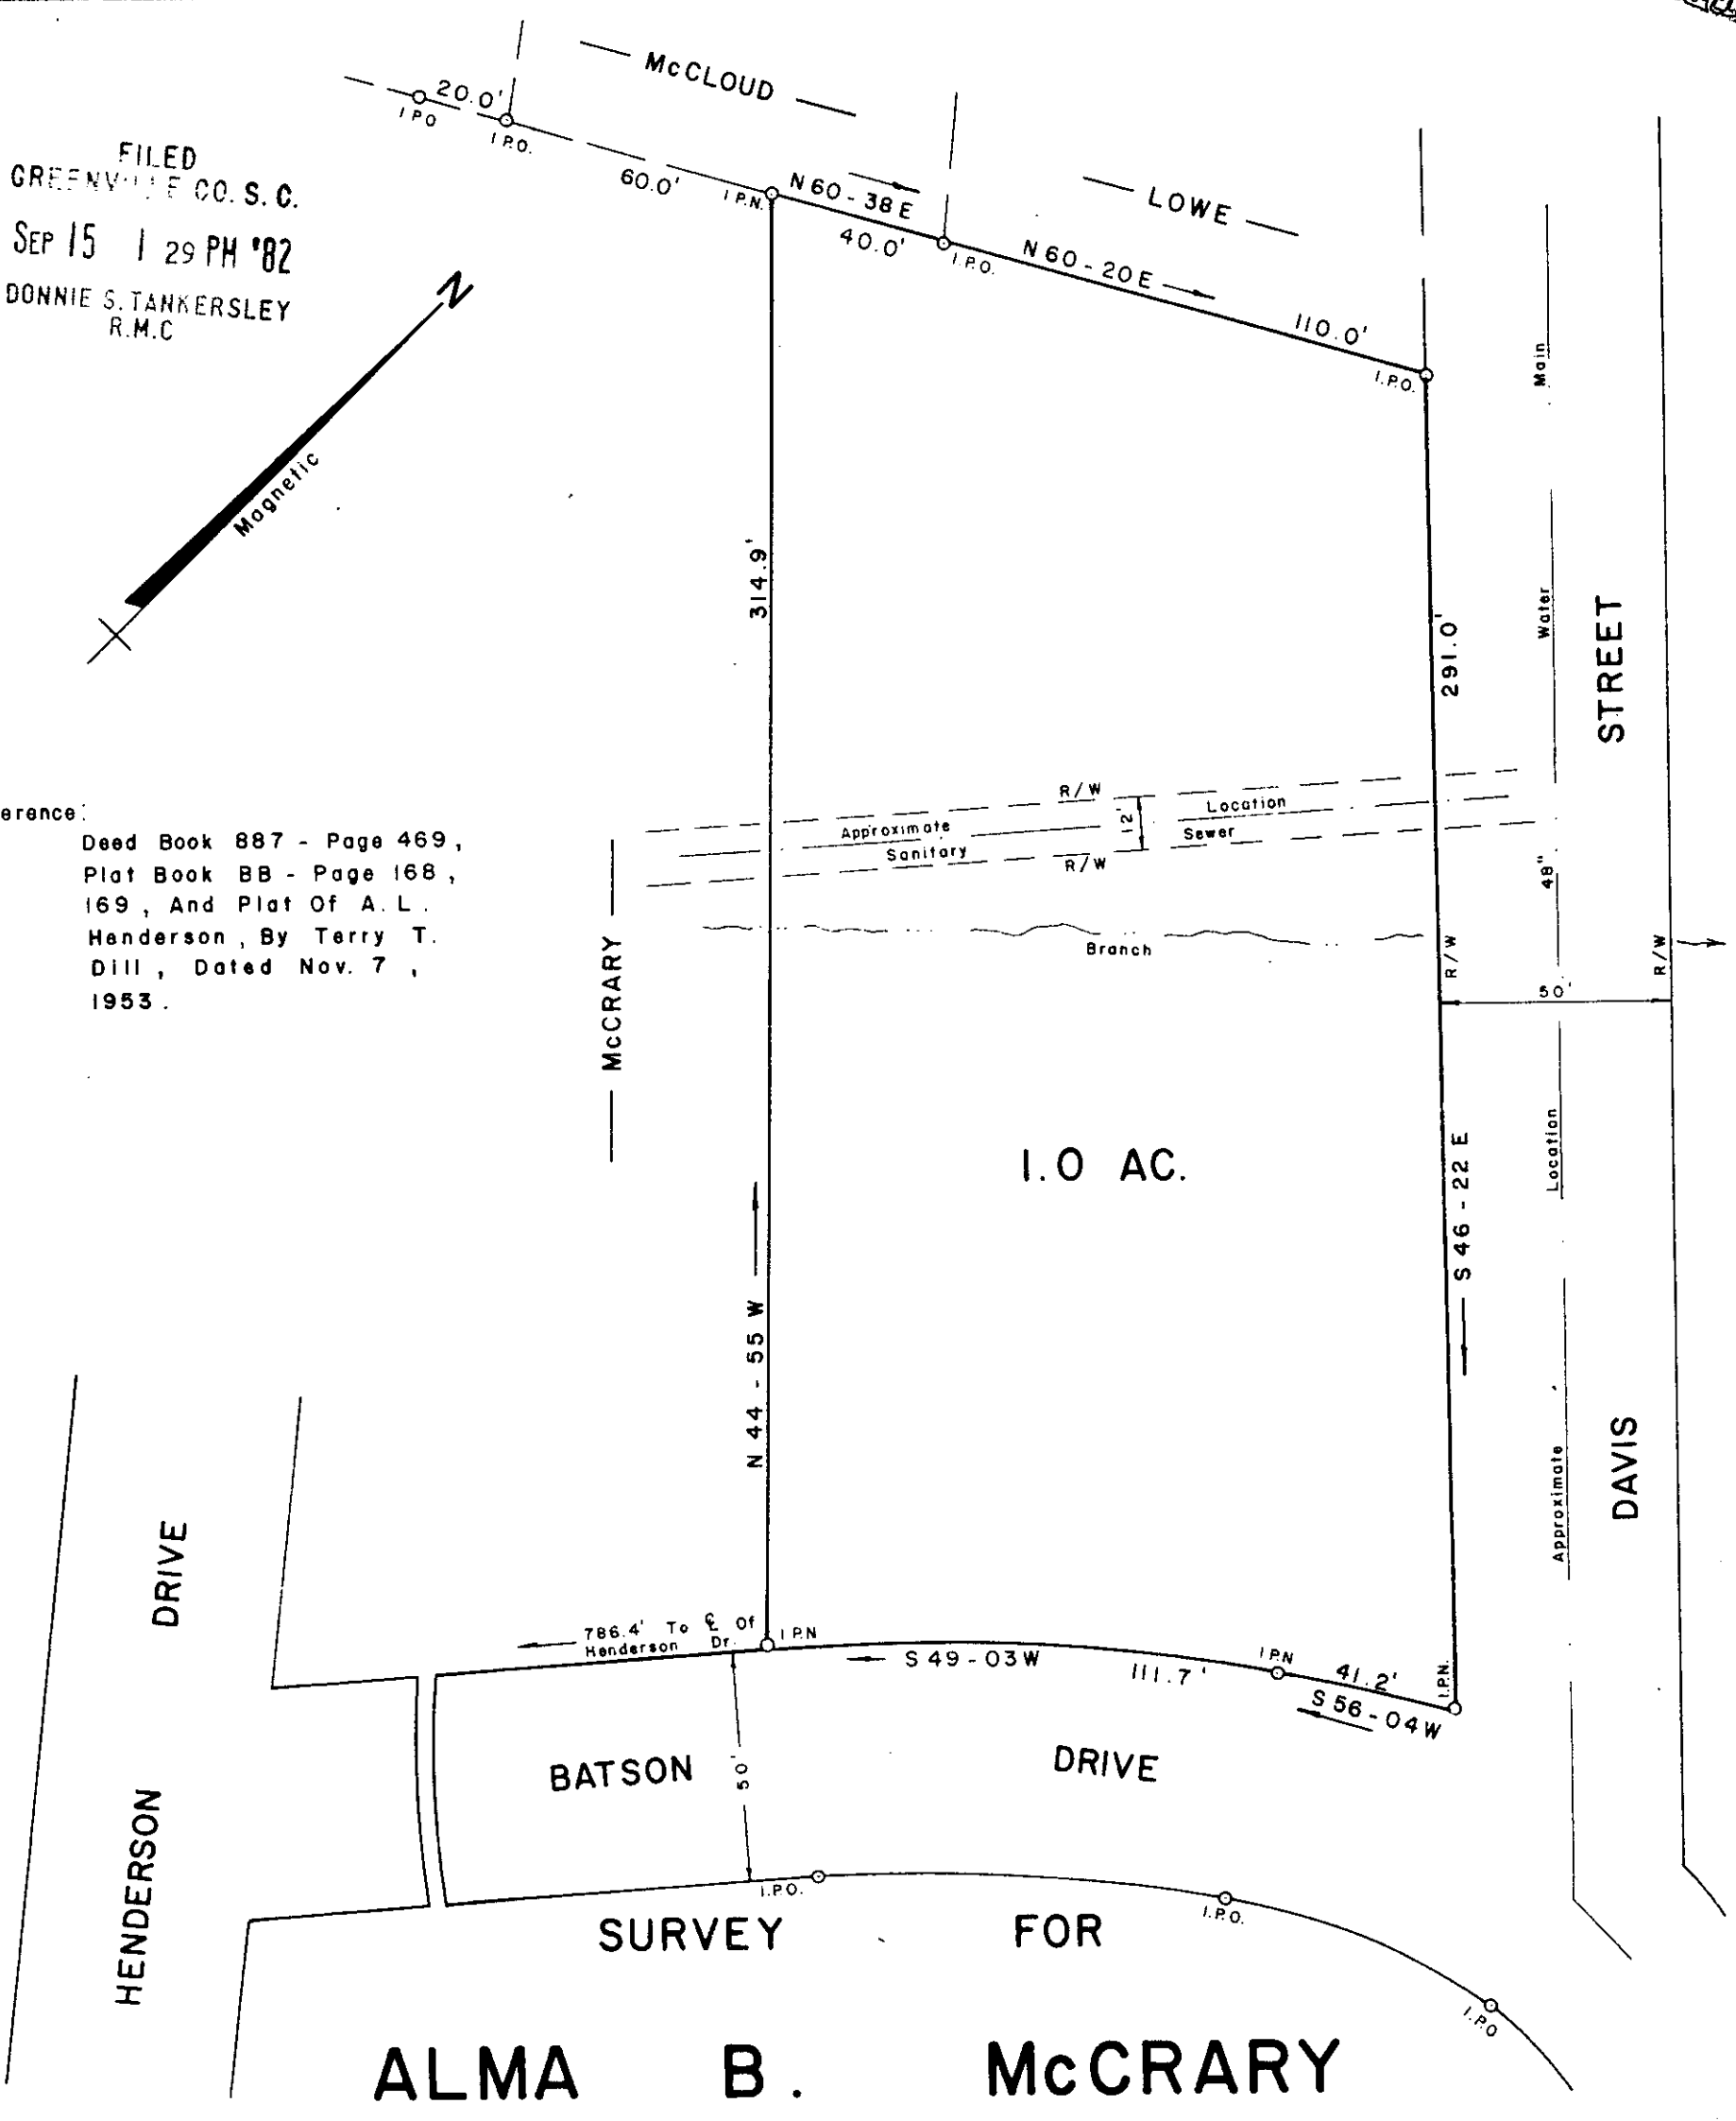 McCLOUD
20.0'
I.P.O
I.P.O.
60.0'
I.P.N.
N 60 - 38 E
40.0'
I.P.O.
LOWE
N 60 - 20 E
110.0'
I.P.O.
FILED
GREENVILLE CO. S. C.
SEP 15 1 29 PM '82
DONNIE S. TANKERSLEY
R.M.C
N
Magnetic
314.9'
291.0'
Main
Water
STREET
R/W
Approximate
Location
12'
Sanitary
Sewer
R/W
48"
erence:
Deed Book 887 - Page 469,
Plat Book BB - Page 168,
169, And Plat Of A. L.
Henderson, By Terry T.
Dill, Dated Nov. 7,
1953.
McCRARY
Branch
R/W
R/W
50'
1.0 AC.
Location
S 46 - 22 E
N 44 - 55 W
Approximate
DAVIS
DRIVE
786.4' To ℄ Of
Henderson Dr.
I.P.N
S 49 - 03 W
111.7'
I.P.N
41.2'
I.P.N.
S 56 - 04 W
BATSON
50'
DRIVE
HENDERSON
I.P.O.
I.P.O.
SURVEY FOR
I.P.O
ALMA B. McCRARY